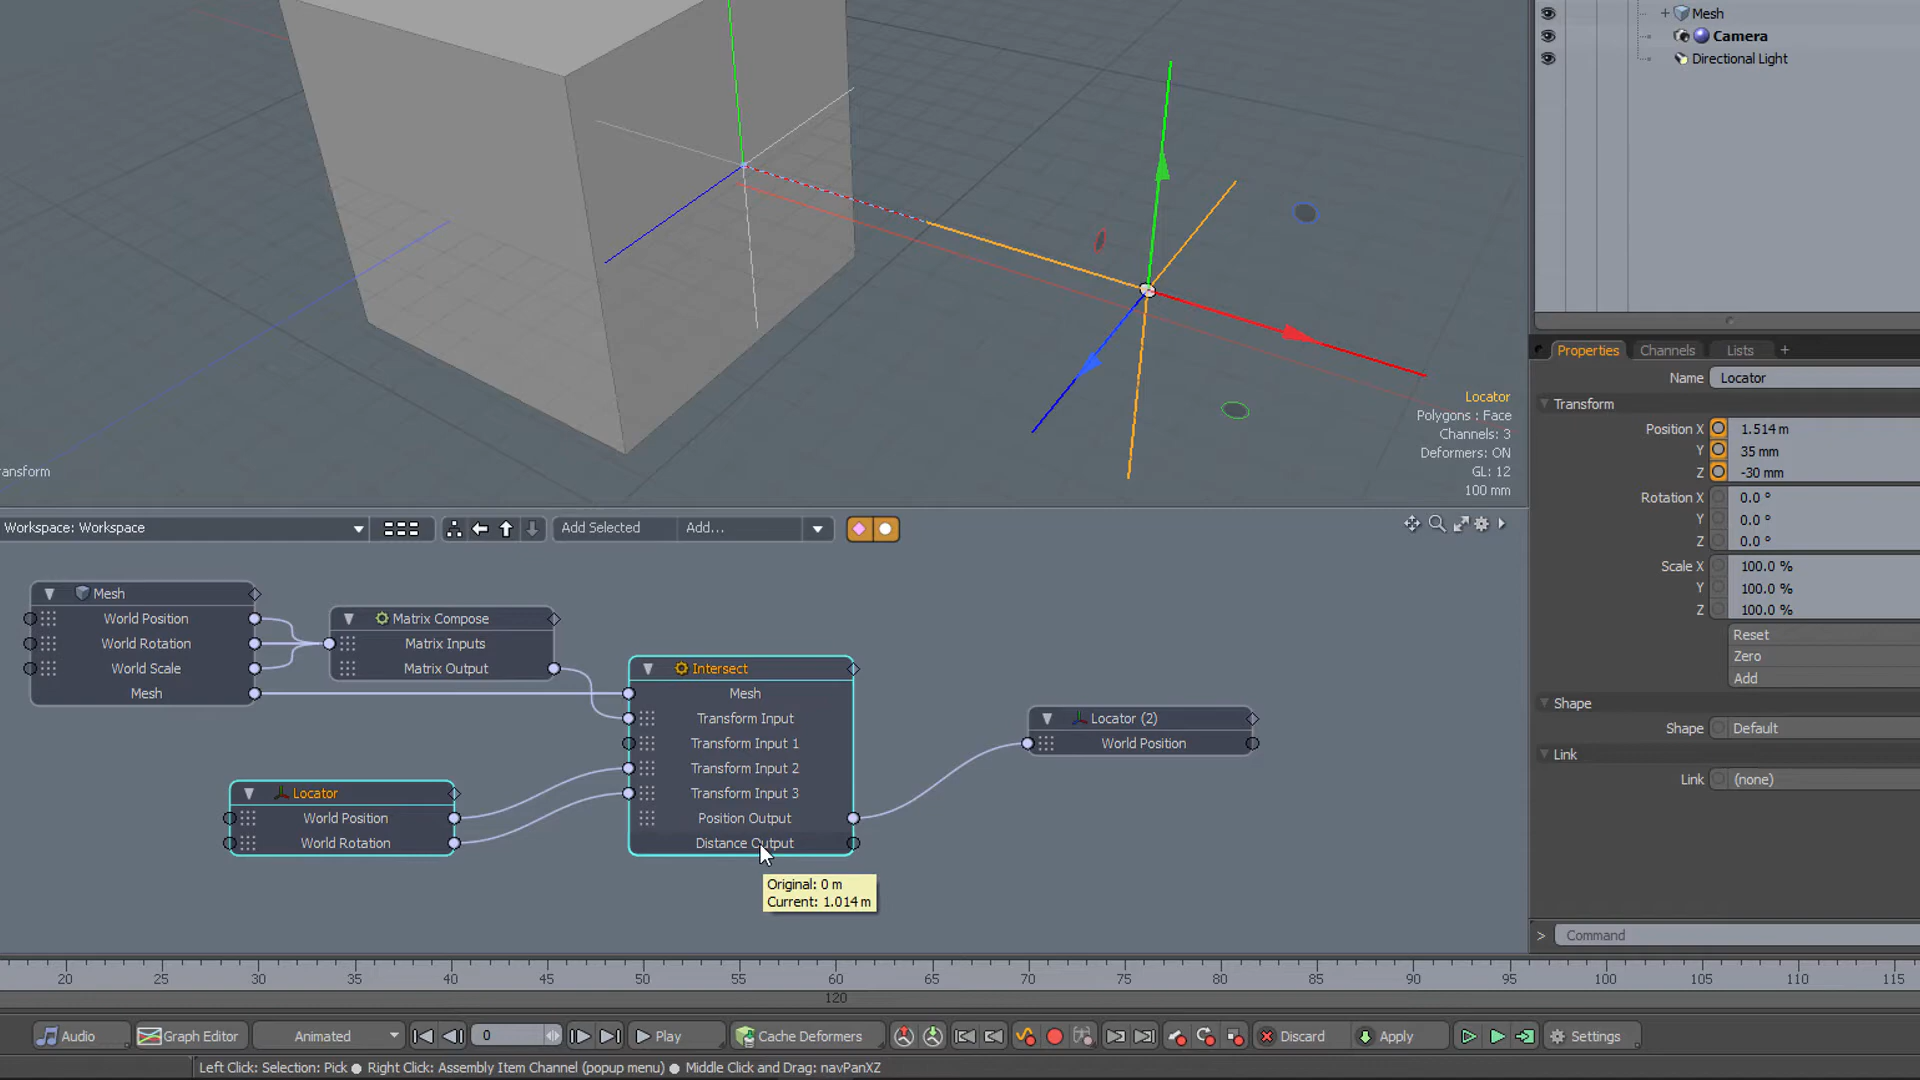 Mesh
Camera
Directional Light
Locator
Polygons : Face
Channels: 3
Deformers: ON
GL: 12
100 mm
ansform
Properties Channels Lists +
Name Locator
Transform
Position X 1.514 m
Y 35 mm
Z -30 mm
Rotation X 0.0 °
Y 0.0 °
Z 0.0 °
Scale X 100.0 %
Y 100.0 %
Z 100.0 %
Reset
Zero
Add
Shape
Shape Default
Link
Link (none)
> Command
Workspace: Workspace Add Selected Add...
Mesh
World Position
World Rotation
World Scale
Mesh
Matrix Compose
Matrix Inputs
Matrix Output
Intersect
Mesh
Transform Input
Transform Input 1
Transform Input 2
Transform Input 3
Position Output
Distance Output
Locator
World Position
World Rotation
Locator (2)
World Position
Original: 0 m
Current: 1.014 m
20 25 30 35 40 45 50 55 60 65 70 75 80 85 90 95 100 105 110 115
120
Audio Graph Editor Animated 0 Play Cache Deformers Discard Apply Settings
Left Click: Selection: Pick ● Right Click: Assembly Item Channel (popup menu) ● Middle Click and Drag: navPanXZ